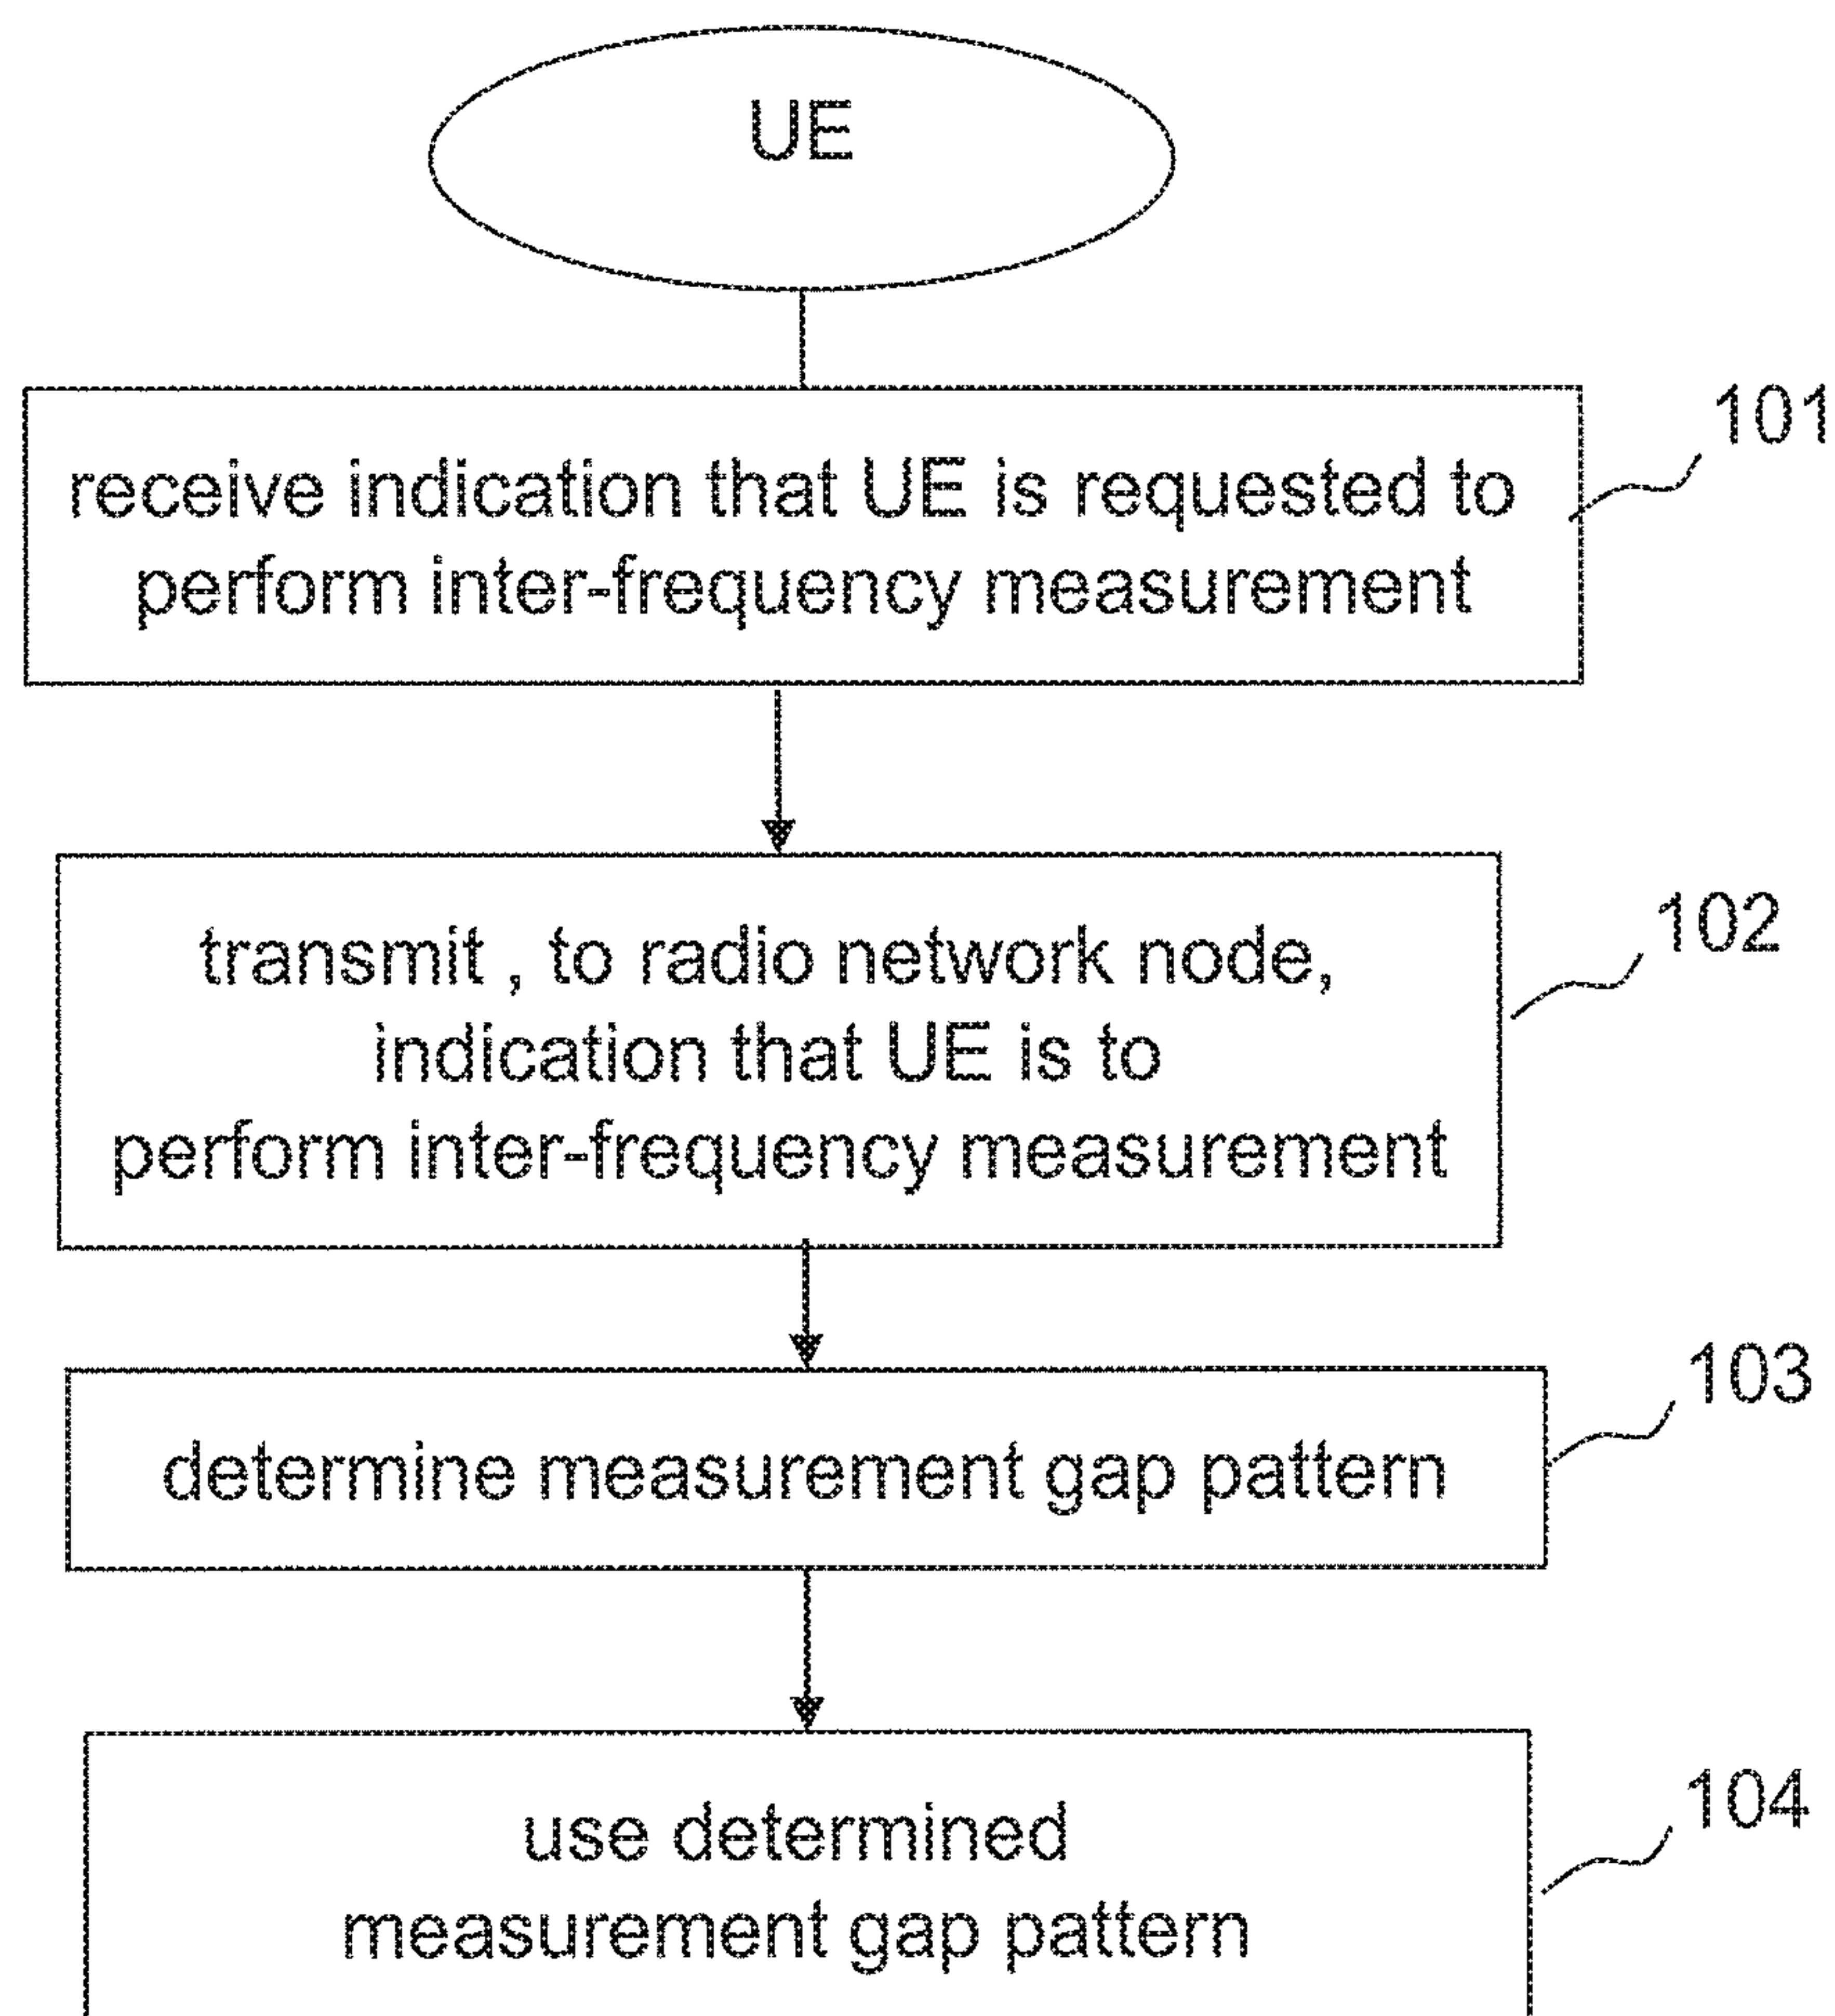 UE
101
receive indication that UE is requested to
perform inter-frequency measurement
102
transmit , to radio network node,
indication that UE is to
perform inter-frequency measurement
103
determine measurement gap pattern
104
use determined
measurement gap pattern